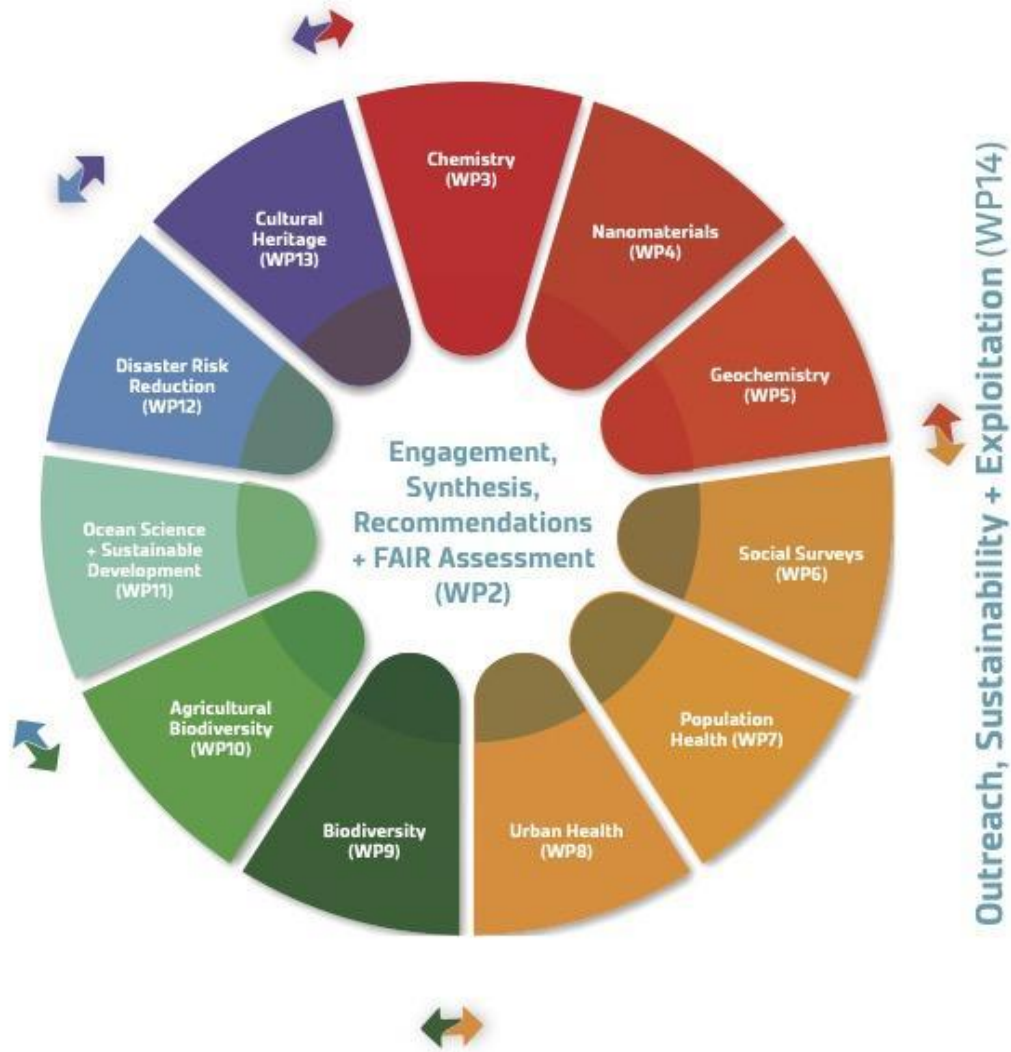 Chemistry
(WP3)
Nanomaterials
(WP4)
Geochemistry
(WP5)
Social Surveys
(WP6)
Population
Health (WP7)
Urban Health
(WP8)
Biodiversity
(WP9)
Agricultural
Biodiversity
(WP10)
Ocean Science
+ Sustainable
Development
(WP11)
Disaster Risk
Reduction
(WP12)
Cultural
Heritage
(WP13)
Engagement,
Synthesis,
Recommendations
+ FAIR Assessment
(WP2)
Outreach, Sustainability + Exploitation (WP14)